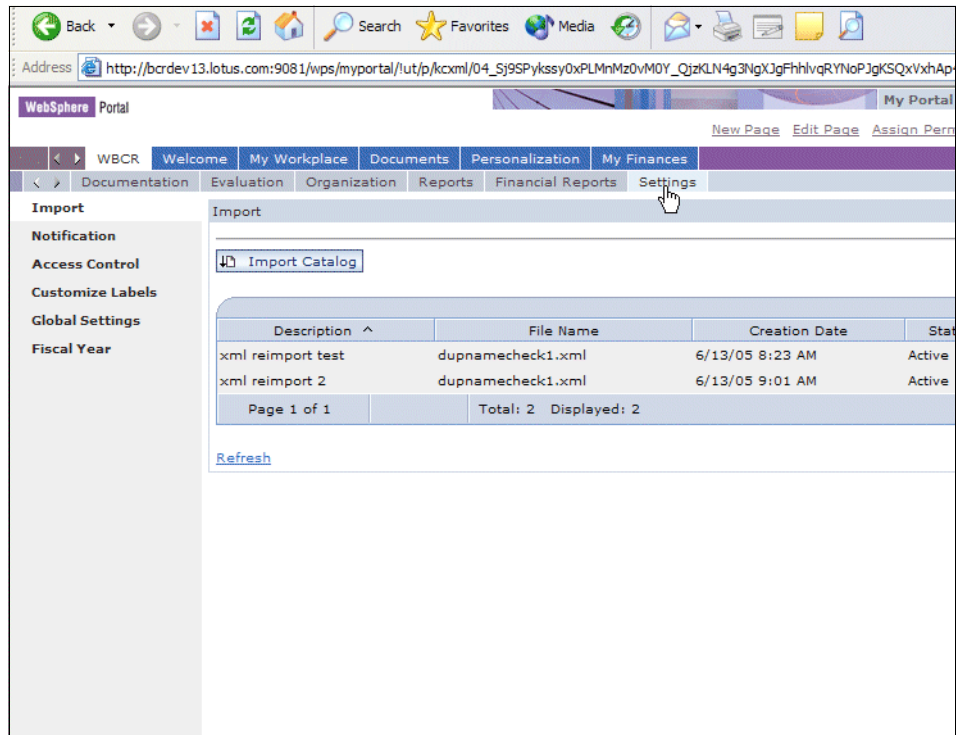 Back Search Favorites Media
Address http://bcrdev13.lotus.com:9081/wps/myportal/!ut/p/kcxml/04_Sj9SPykssy0xPLMnMz0vM0Y_QjzKLN4g3NgXJgFhhlvqRYNoPJgKSQxVxhAp
WebSphere Portal My Portal
New Page Edit Page Assign Perm
WBCR Welcome My Workplace Documents Personalization My Finances
Documentation Evaluation Organization Reports Financial Reports Settings
Import
Notification
Access Control
Customize Labels
Global Settings
Fiscal Year
Import
Import Catalog
Description ^ File Name Creation Date Stat
xml reimport test dupnamecheck1.xml 6/13/05 8:23 AM Active
xml reimport 2 dupnamecheck1.xml 6/13/05 9:01 AM Active
Page 1 of 1 Total: 2 Displayed: 2
Refresh